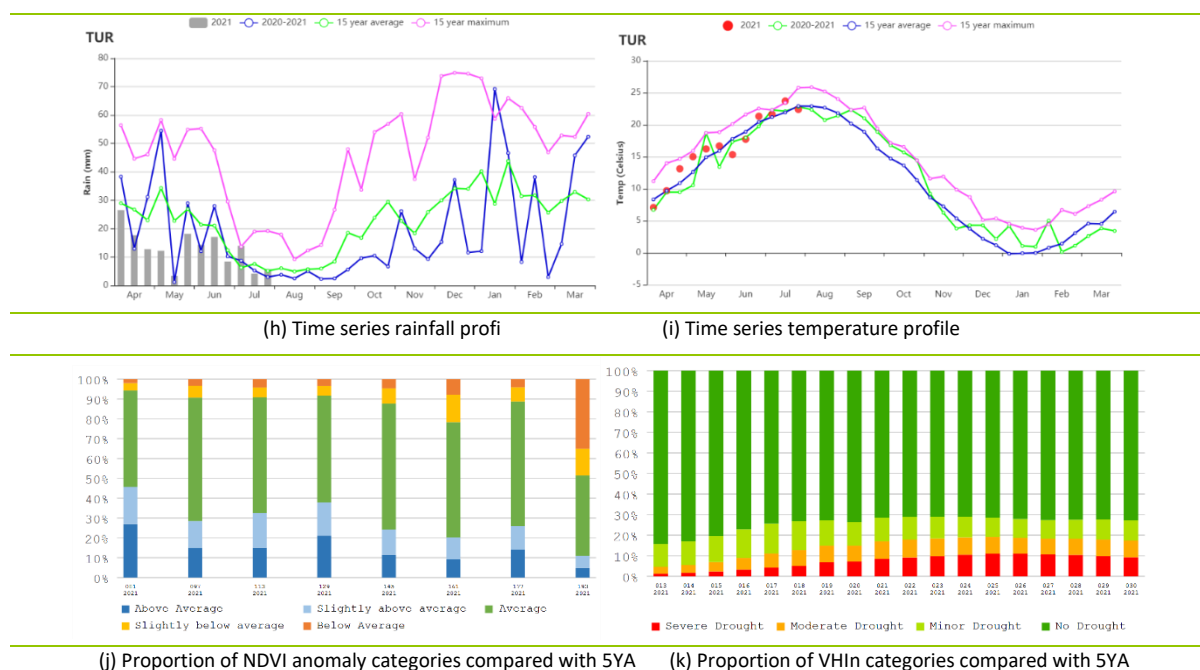 2021 2020-2021 15 year average 15 year maximum
TUR
Rain (mm)
80
70
60
50
40
30
20
10
0
Apr May Jun Jul Aug Sep Oct Nov Dec Jan Feb Mar
(h) Time series rainfall profi
2021 2020-2021 15 year average 15 year maximum
TUR
Temp (Celsius)
30
25
20
15
10
5
0
-5
Apr May Jun Jul Aug Sep Oct Nov Dec Jan Feb Mar
(i) Time series temperature profile
100%
90%
80%
70%
60%
50%
40%
30%
20%
10%
0%
2021 2021 2021 2021 2021 2021 2021 2021
Above Average Slightly above average Average
Slightly below average Below Average
(j) Proportion of NDVI anomaly categories compared with 5YA
100%
90%
80%
70%
60%
50%
40%
30%
20%
10%
0%
013 014 015 016 017 018 019 020 021 022 023 024 025 026 027 028 029 030
2021 2021 2021 2021 2021 2021 2021 2021 2021 2021 2021 2021 2021 2021 2021 2021 2021 2021
Severe Drought Moderate Drought Minor Drought No Drought
(k) Proportion of VHIn categories compared with 5YA